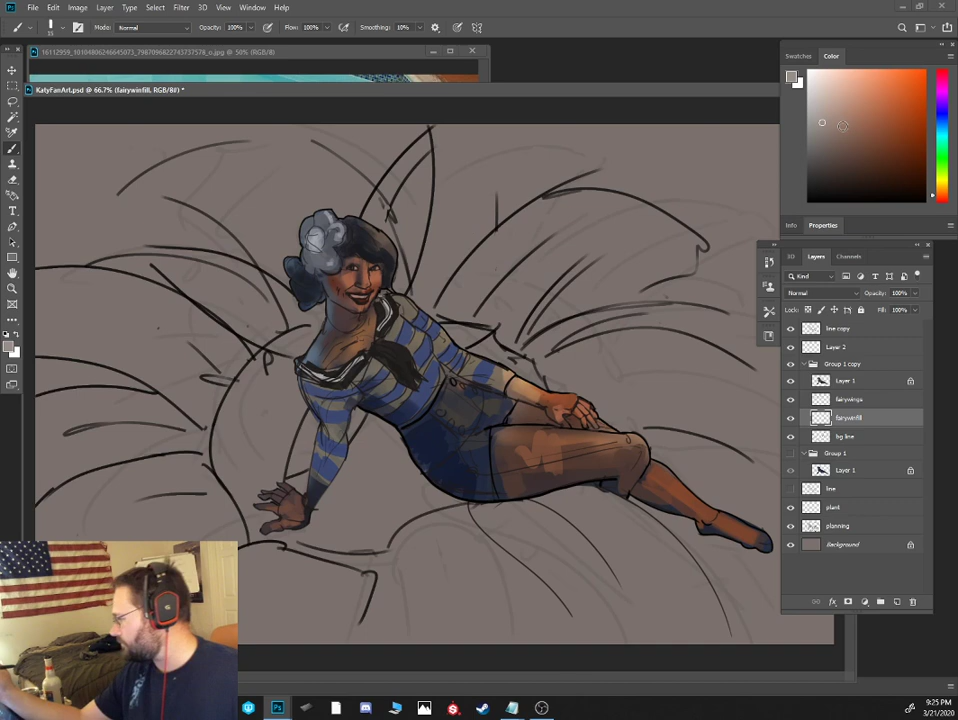 File Edit Image Layer Type Select Filter 3D View Window Help
15 Mode: Normal Opacity: 100% Flow: 100% Smoothing: 10%
KatyFanArt.psd @ 66.7% (fairywinfill, RGB/8#) *
Swatches Color
Info Properties
3D Layers Channels
Kind
Normal Opacity: 100%
Lock: Fill: 100%
line copy
Layer 2
Group 1 copy
Layer 1
fairywings
fairywinfill
bg line
Group 1
Layer 1
line
plant
planning
Background
9:25 PM
3/21/2020